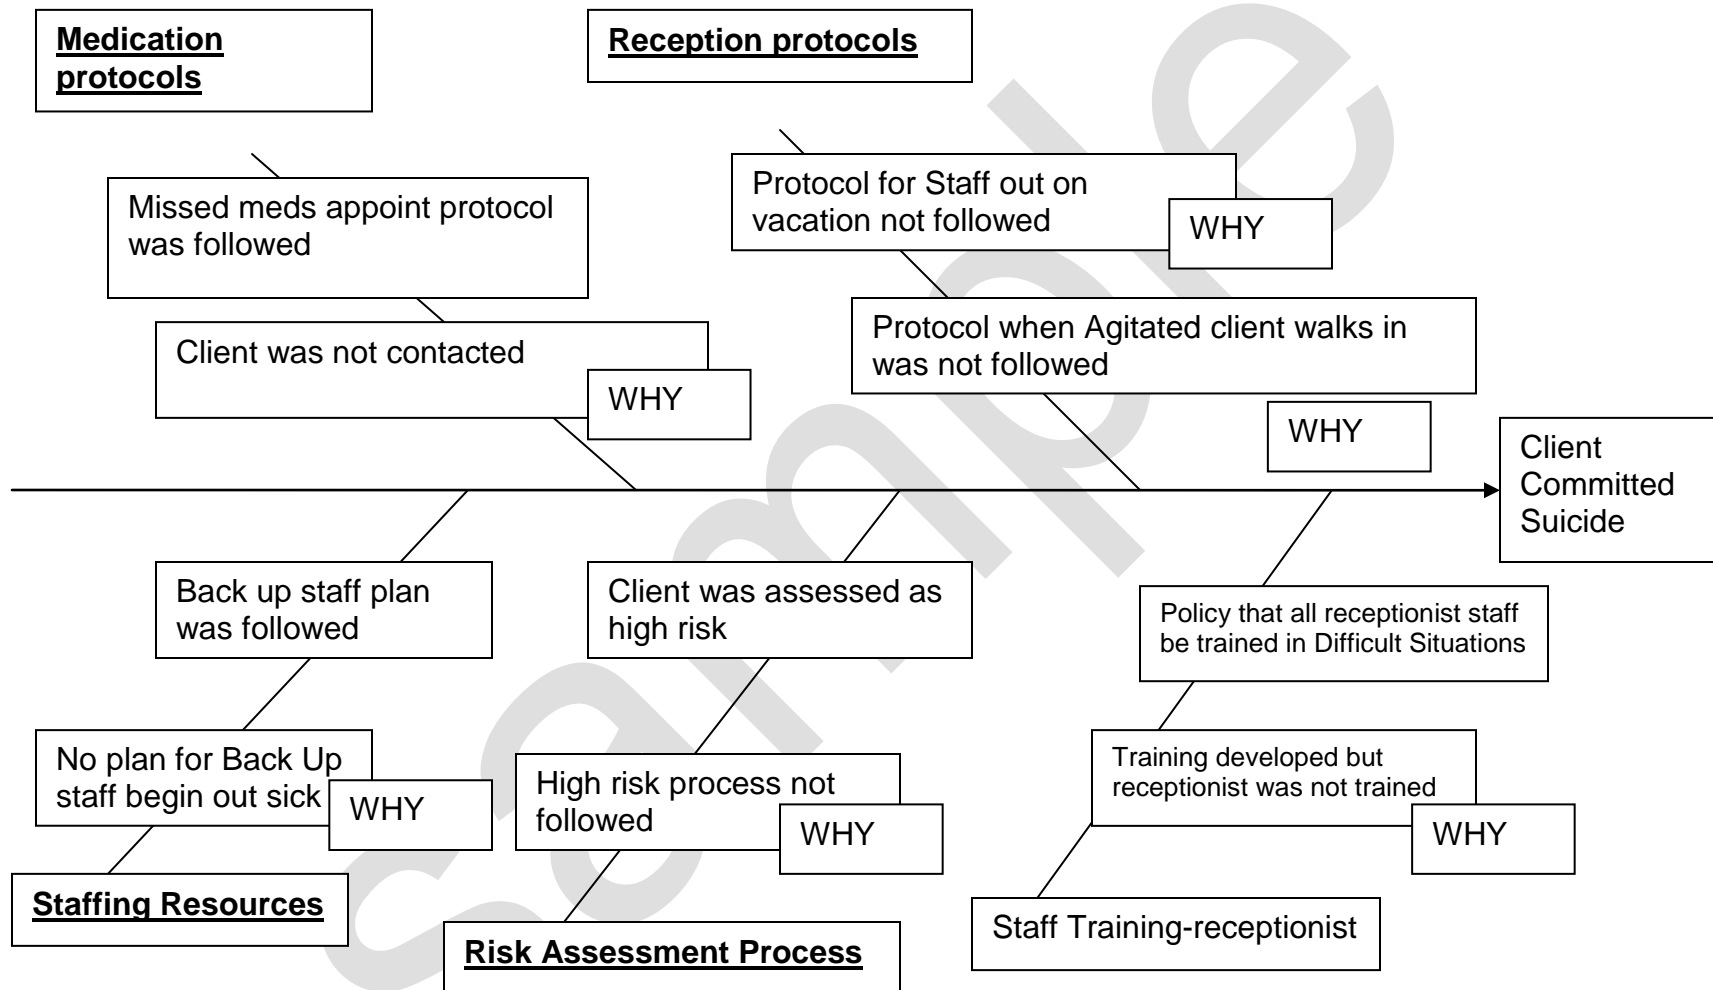 Medication
protocols
Reception protocols
Missed meds appoint protocol
was followed
Protocol for Staff out on
vacation not followed
WHY
Client was not contacted
WHY
Protocol when Agitated client walks in
was not followed
WHY
Client
Committed
Suicide
Back up staff plan
was followed
Client was assessed as
high risk
Policy that all receptionist staff
be trained in Difficult Situations
No plan for Back Up
staff begin out sick
WHY
High risk process not
followed
WHY
Training developed but
receptionist was not trained
WHY
Staffing Resources
Risk Assessment Process
Staff Training-receptionist
sample